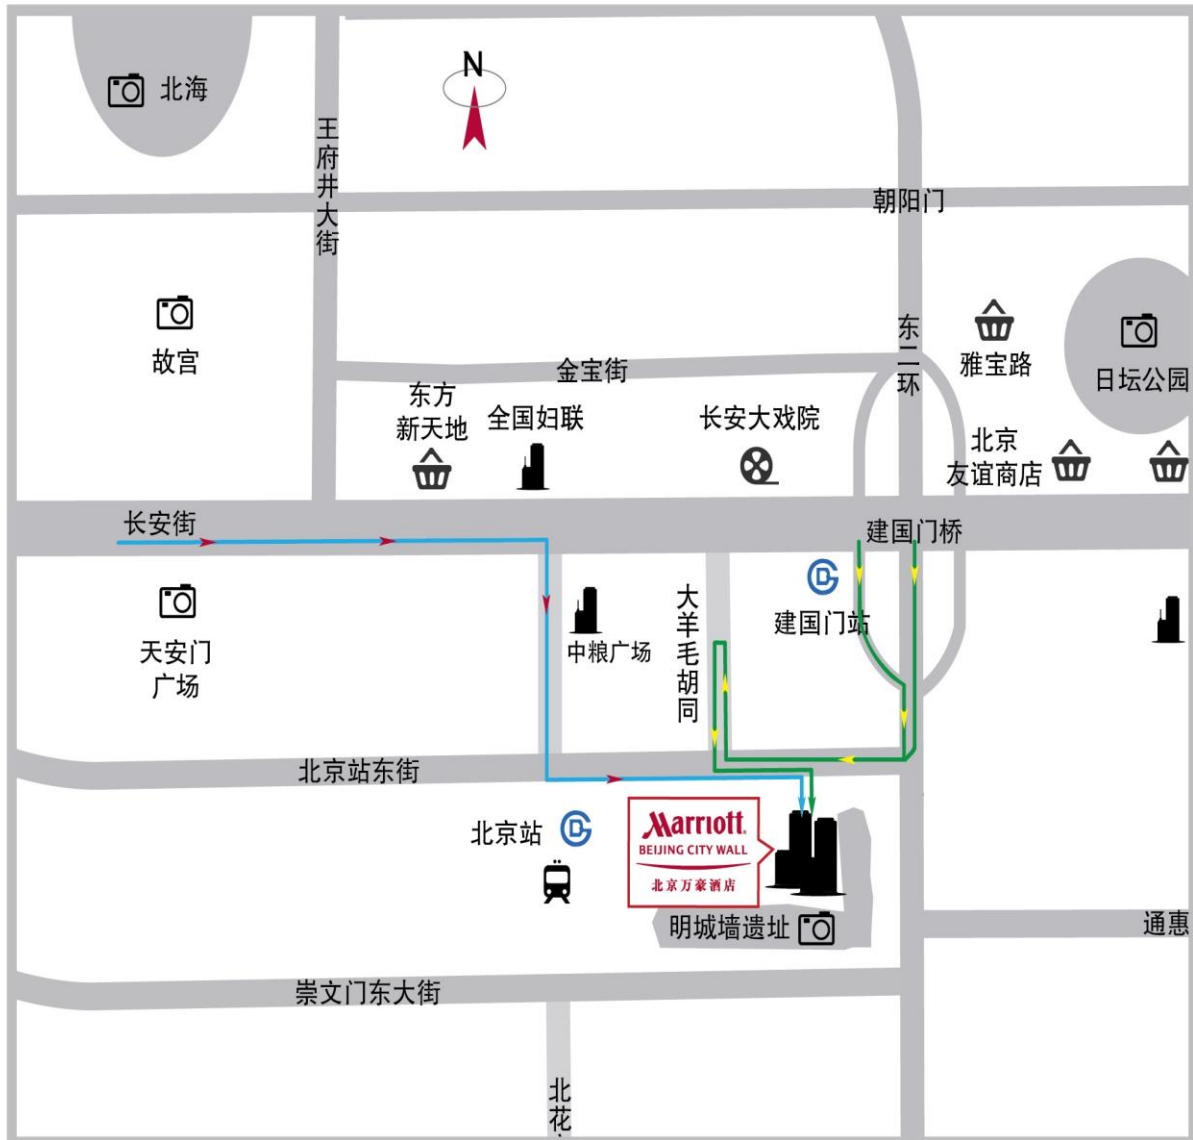 N
北海
王府井大街
朝阳门
故宫
东二环
雅宝路
日坛公园
金宝街
东方
新天地
全国妇联
长安大戏院
北京
友谊商店
长安街
建国门桥
天安门
广场
中粮广场
大羊毛胡同
建国门站
北京站东街
北京站
Marriott
BEIJING CITY WALL
北京万豪酒店
明城墙遗址
通惠
崇文门东大街
北花